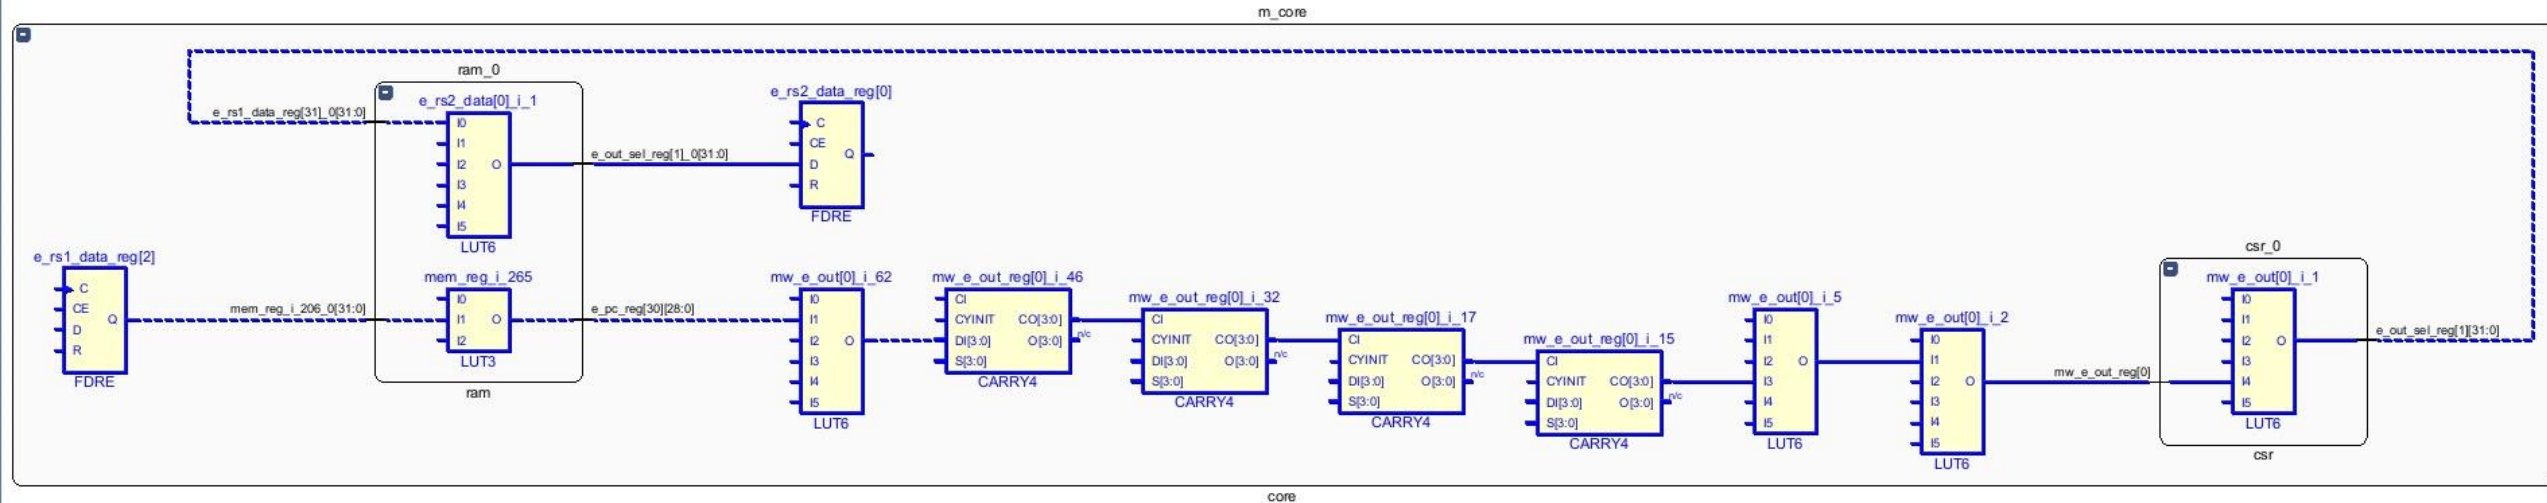 m_core
ram_0
e_rs1_data_reg[31]_0[31:0]
e_rs2_data[0]_i_1
I0
I1
I2 O
I3
I4
I5
LUT6
e_out_sel_reg[1]_0[31:0]
e_rs2_data_reg[0]
C
CE
Q
D
R
FDRE
e_rs1_data_reg[2]
C
CE
Q
D
R
FDRE
mem_reg_i_206_0[31:0]
mem_reg_i_265
I0
I1 O
I2
LUT3
ram
e_pc_reg[30][28:0]
mw_e_out[0]_i_62
I0
I1
I2 O
I3
I4
I5
LUT6
mw_e_out_reg[0]_i_46
CI
CYINIT CO[3:0]
DI[3:0] O[3:0]
n/c
S[3:0]
CARRY4
mw_e_out_reg[0]_i_32
CI
CYINIT CO[3:0]
DI[3:0] O[3:0]
n/c
S[3:0]
CARRY4
mw_e_out_reg[0]_i_17
CI
CYINIT CO[3:0]
DI[3:0] O[3:0]
n/c
S[3:0]
CARRY4
mw_e_out_reg[0]_i_15
CI
CYINIT CO[3:0]
DI[3:0] O[3:0]
n/c
S[3:0]
CARRY4
mw_e_out[0]_i_5
I0
I1
I2 O
I3
I4
I5
LUT6
mw_e_out[0]_i_2
I0
I1
I2 O
I3
I4
I5
LUT6
mw_e_out_reg[0]
csr_0
mw_e_out[0]_i_1
I0
I1
I2 O
I3
I4
I5
LUT6
csr
e_out_sel_reg[1][31:0]
core